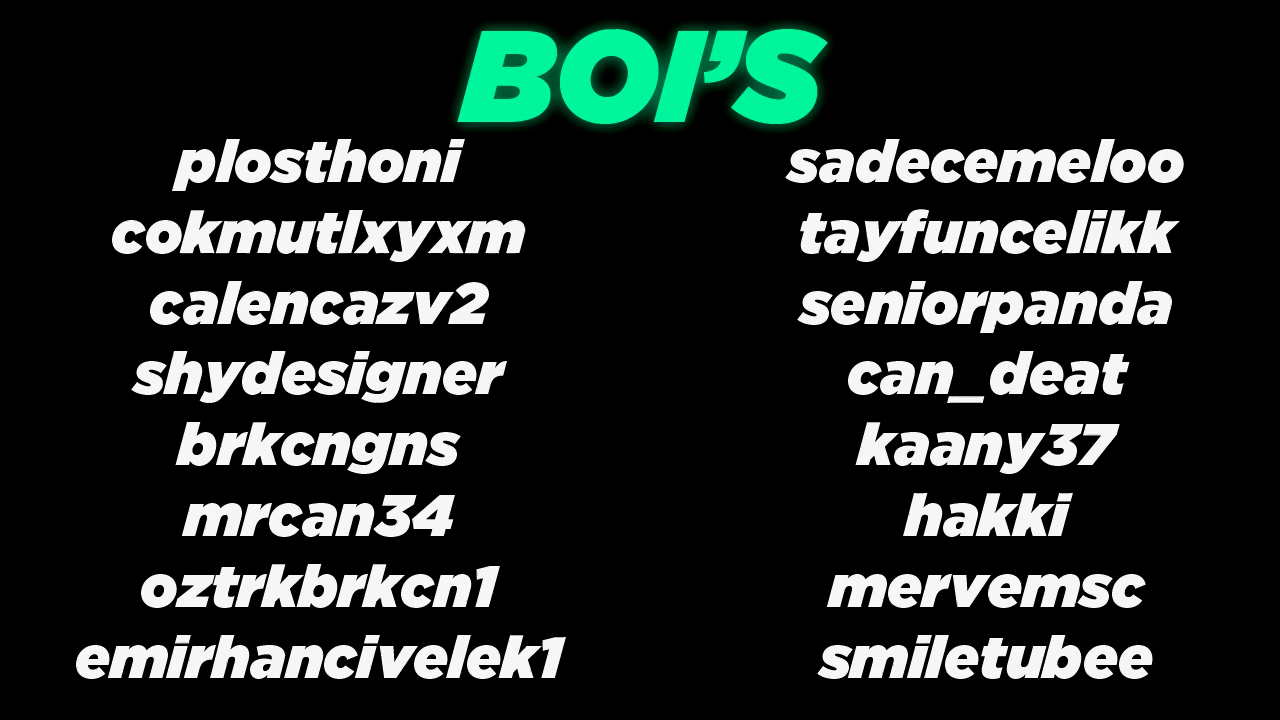 BOI'S
plosthoni
cokmutlxyxm
calencazv2
shydesigner
brkcngns
mrcan34
oztrkbrkcn1
emirhancivelek1
sadecemeloo
tayfuncelikk
seniorpanda
can_deat
kaany37
hakki
mervemsc
smiletubee